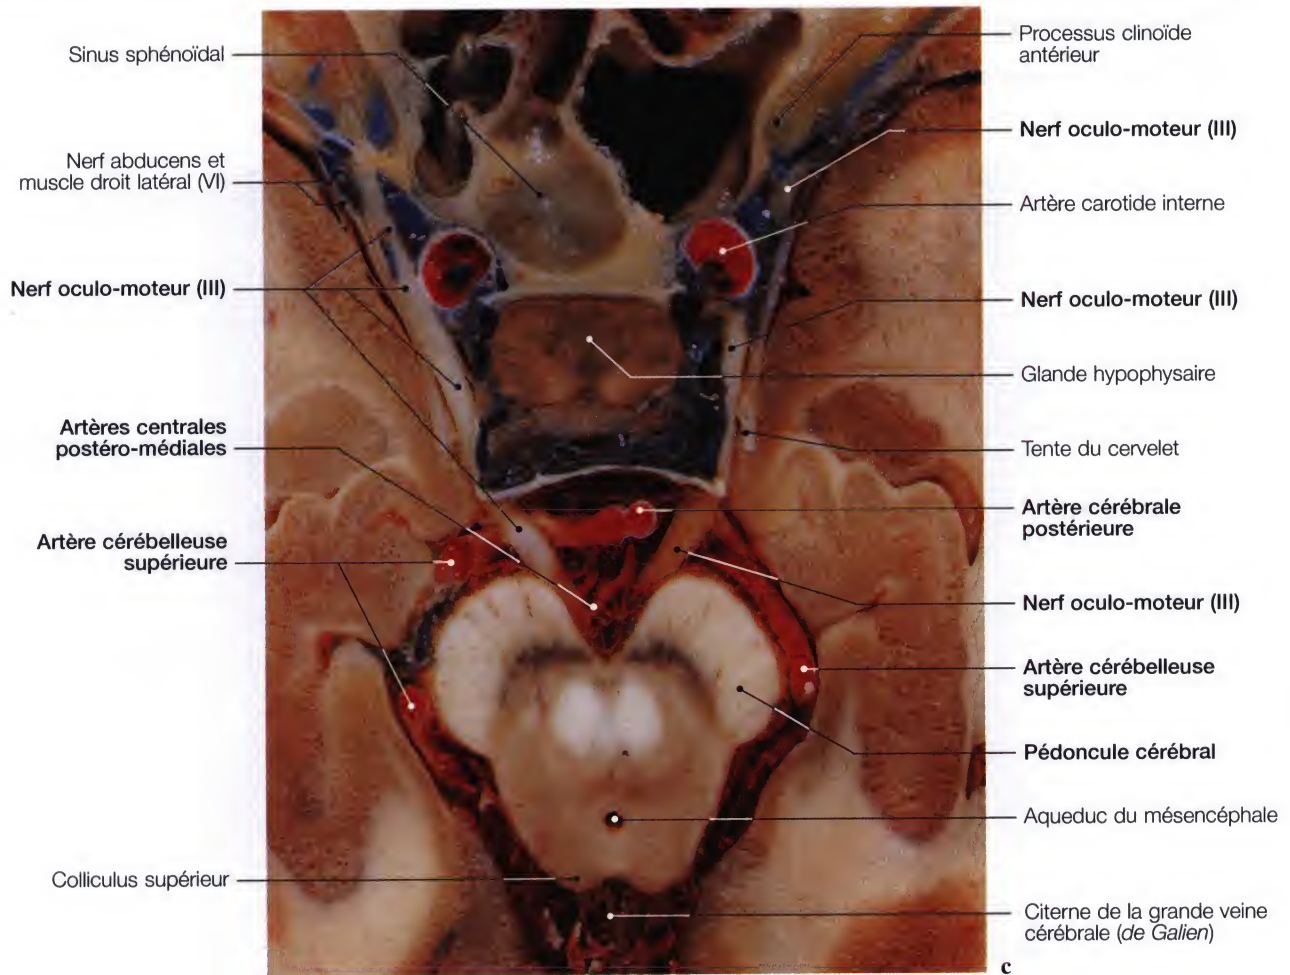 Sinus sphénoïdal
Nerf abducens et
muscle droit latéral (VI)
Nerf oculo-moteur (III)
Artères centrales
postéro-médiales
Artère cérébelleuse
supérieure
Colliculus supérieur
Processus clinoïde
antérieur
Nerf oculo-moteur (III)
Artère carotide interne
Nerf oculo-moteur (III)
Glande hypophysaire
Tente du cervelet
Artère cérébrale
postérieure
Nerf oculo-moteur (III)
Artère cérébelleuse
supérieure
Pédoncule cérébral
Aqueduc du mésencéphale
Citerne de la grande veine
cérébrale (de Galien)
c